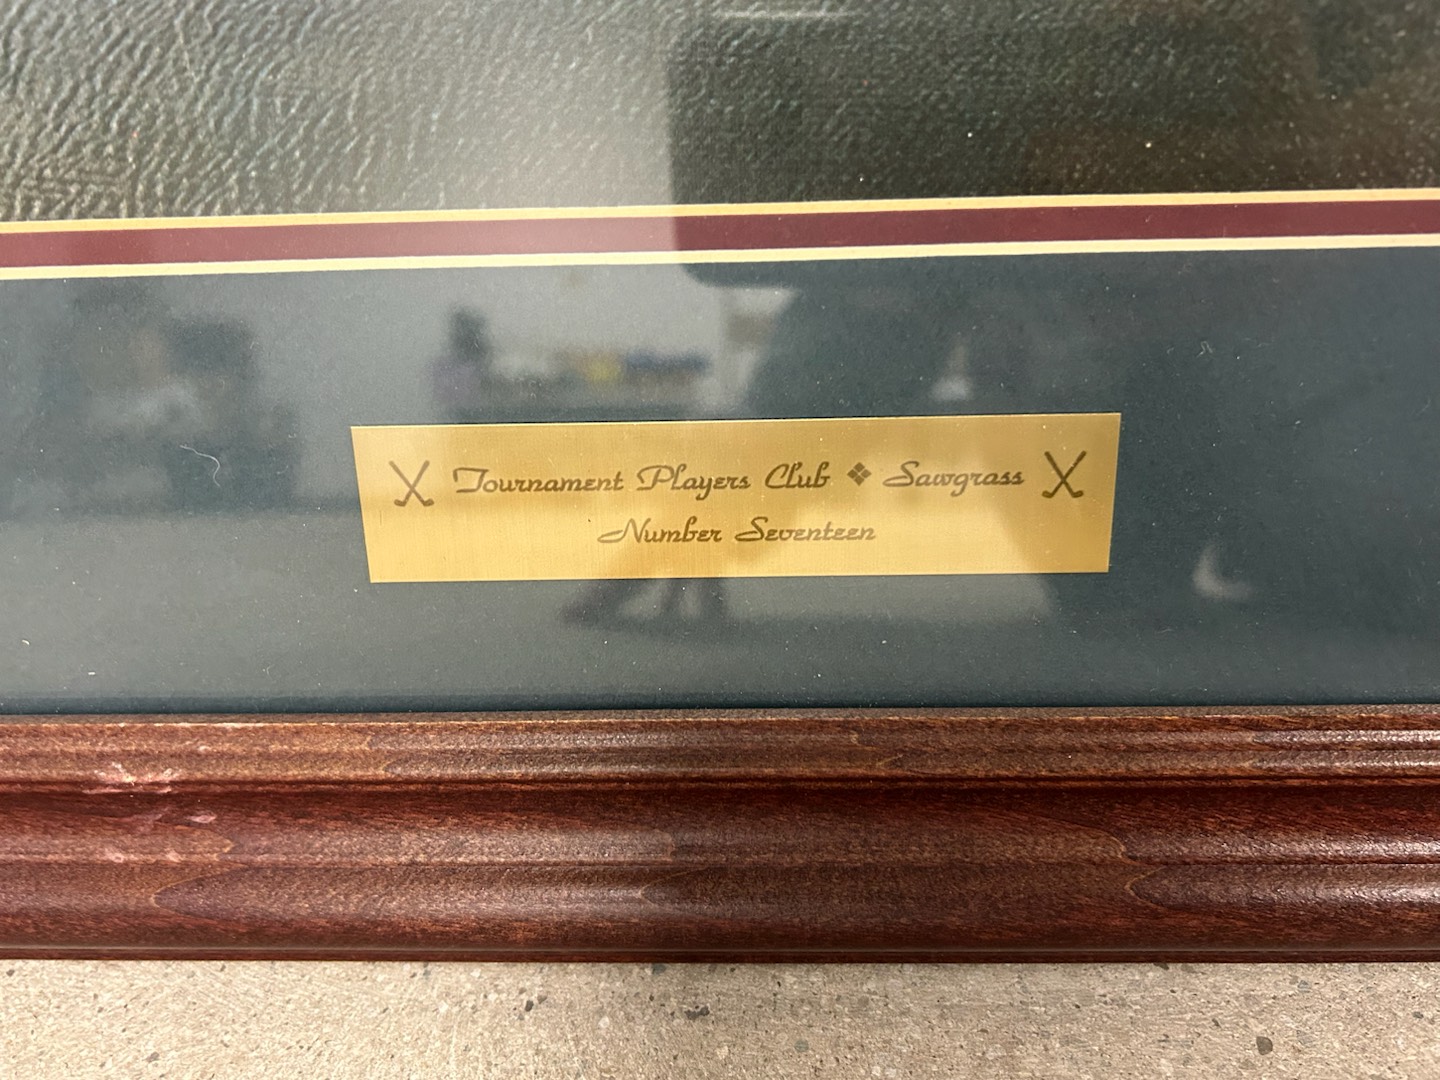 Tournament Players Club ❖ Sawgrass
Number Seventeen